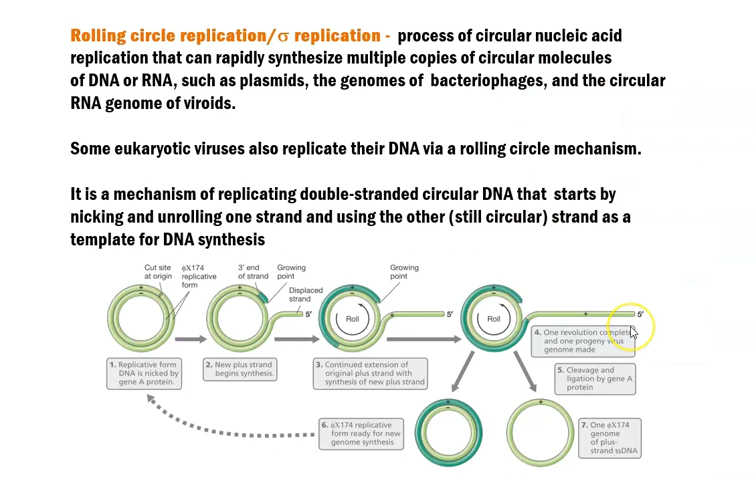 Rolling circle replication/σ replication - process of circular nucleic acid
replication that can rapidly synthesize multiple copies of circular molecules
of DNA or RNA, such as plasmids, the genomes of bacteriophages, and the circular
RNA genome of viroids.
Some eukaryotic viruses also replicate their DNA via a rolling circle mechanism.
It is a mechanism of replicating double-stranded circular DNA that starts by
nicking and unrolling one strand and using the other (still circular) strand as a
template for DNA synthesis
Cut site
at origin
ϕX174
replicative
form
3' end
of strand
Growing
point
Displaced
strand
5'
Growing
point
Roll
Roll
5'
+
−
+
−
+
−
+
+
−
+
1. Replicative form
DNA is nicked by
gene A protein.
2. New plus strand
begins synthesis.
3. Continued extension of
original plus strand with
synthesis of new plus strand
4. One revolution complete
and one progeny virus
genome made
5. Cleavage and
ligation by gene A
protein
6. ϕX174 replicative
form ready for new
genome synthesis
+
−
+
7. One ϕX174
genome
of plus-
strand ssDNA